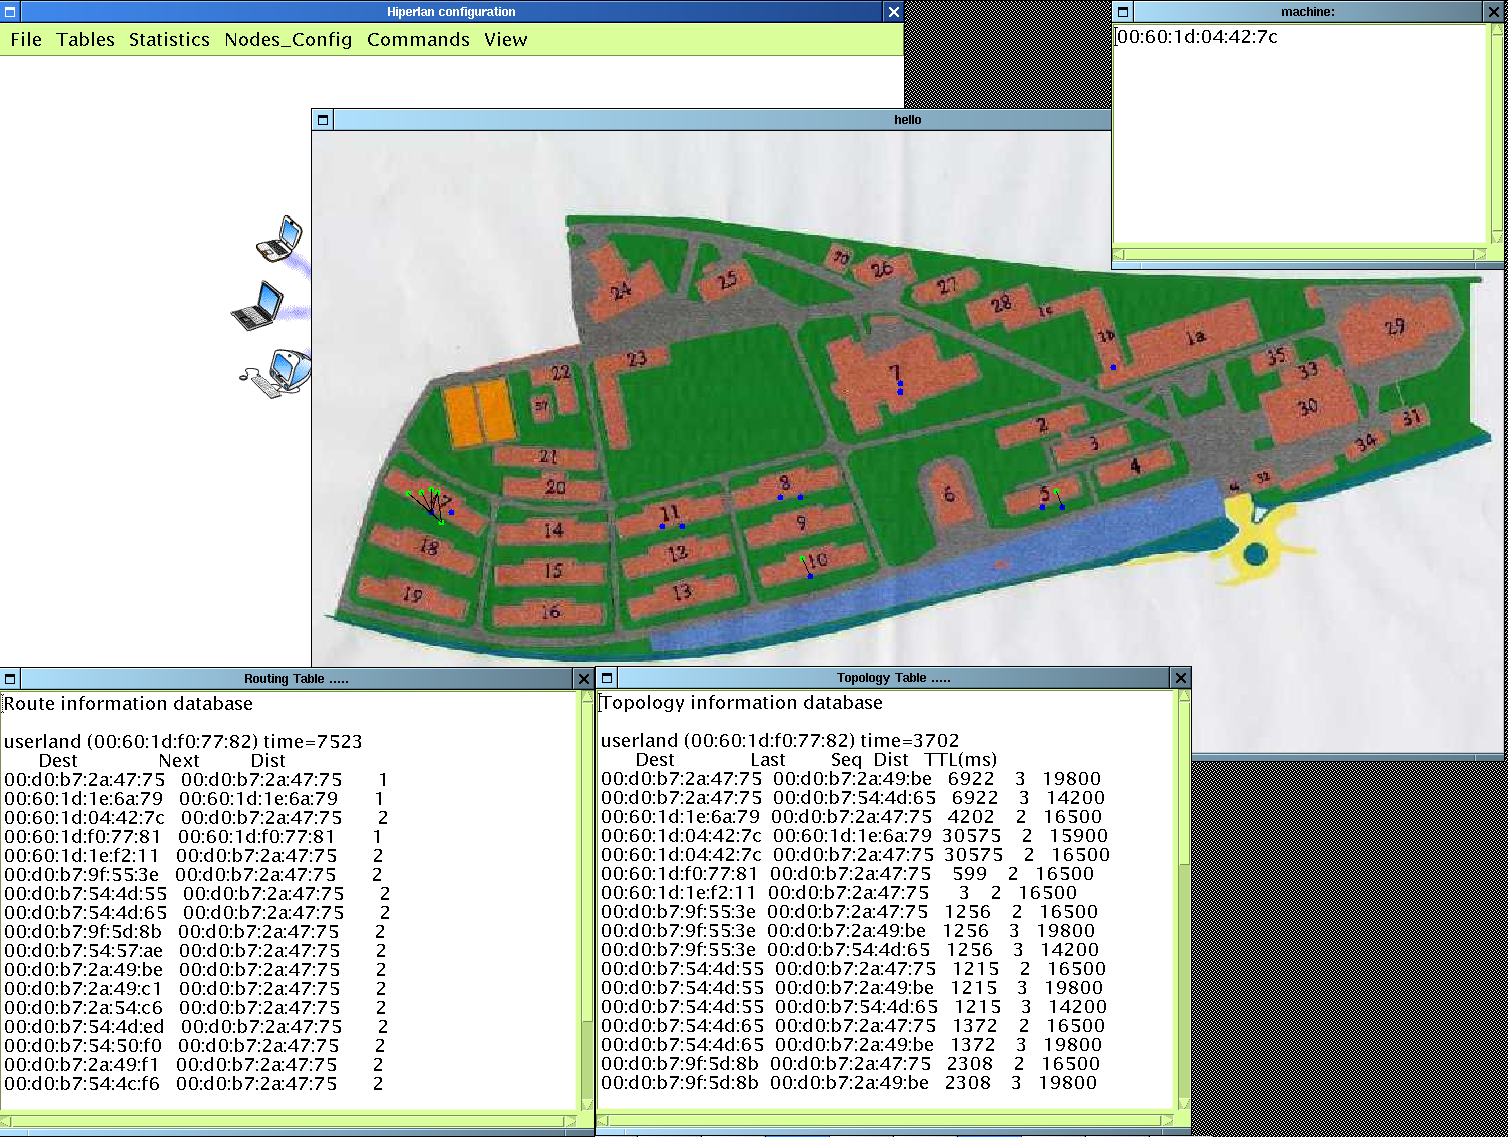 Hiperlan configuration
File Tables Statistics Nodes_Config Commands View
machine:
00:60:1d:04:42:7c
hello
24
25
26
27
28
1c
1b
1a
29
35
33
30
31
34
32
7
23
22
37
21
20
2
3
4
5
6
8
9
10
11
12
13
14
15
16
18
19
Routing Table .....
Route information database
userland (00:60:1d:f0:77:82) time=7523
Dest Next Dist
00:d0:b7:2a:47:75 00:d0:b7:2a:47:75 1
00:60:1d:1e:6a:79 00:60:1d:1e:6a:79 1
00:60:1d:04:42:7c 00:d0:b7:2a:47:75 2
00:60:1d:f0:77:81 00:60:1d:f0:77:81 1
00:60:1d:1e:f2:11 00:d0:b7:2a:47:75 2
00:d0:b7:9f:55:3e 00:d0:b7:2a:47:75 2
00:d0:b7:54:4d:55 00:d0:b7:2a:47:75 2
00:d0:b7:54:4d:65 00:d0:b7:2a:47:75 2
00:d0:b7:9f:5d:8b 00:d0:b7:2a:47:75 2
00:d0:b7:54:57:ae 00:d0:b7:2a:47:75 2
00:d0:b7:2a:49:be 00:d0:b7:2a:47:75 2
00:d0:b7:2a:49:c1 00:d0:b7:2a:47:75 2
00:d0:b7:2a:54:c6 00:d0:b7:2a:47:75 2
00:d0:b7:54:4d:ed 00:d0:b7:2a:47:75 2
00:d0:b7:54:50:f0 00:d0:b7:2a:47:75 2
00:d0:b7:2a:49:f1 00:d0:b7:2a:47:75 2
00:d0:b7:54:4c:f6 00:d0:b7:2a:47:75 2
Topology Table .....
Topology information database
userland (00:60:1d:f0:77:82) time=3702
Dest Last Seq Dist TTL(ms)
00:d0:b7:2a:47:75 00:d0:b7:2a:49:be 6922 3 19800
00:d0:b7:2a:47:75 00:d0:b7:54:4d:65 6922 3 14200
00:60:1d:1e:6a:79 00:d0:b7:2a:47:75 4202 2 16500
00:60:1d:04:42:7c 00:60:1d:1e:6a:79 30575 2 15900
00:60:1d:04:42:7c 00:d0:b7:2a:47:75 30575 2 16500
00:60:1d:f0:77:81 00:d0:b7:2a:47:75 599 2 16500
00:60:1d:1e:f2:11 00:d0:b7:2a:47:75 3 2 16500
00:d0:b7:9f:55:3e 00:d0:b7:2a:47:75 1256 2 16500
00:d0:b7:9f:55:3e 00:d0:b7:2a:49:be 1256 3 19800
00:d0:b7:9f:55:3e 00:d0:b7:54:4d:65 1256 3 14200
00:d0:b7:54:4d:55 00:d0:b7:2a:47:75 1215 2 16500
00:d0:b7:54:4d:55 00:d0:b7:2a:49:be 1215 3 19800
00:d0:b7:54:4d:55 00:d0:b7:54:4d:65 1215 3 14200
00:d0:b7:54:4d:65 00:d0:b7:2a:47:75 1372 2 16500
00:d0:b7:54:4d:65 00:d0:b7:2a:49:be 1372 3 19800
00:d0:b7:9f:5d:8b 00:d0:b7:2a:47:75 2308 2 16500
00:d0:b7:9f:5d:8b 00:d0:b7:2a:49:be 2308 3 19800